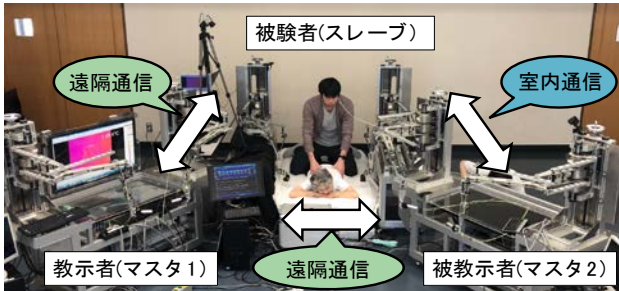 被験者(スレーブ)
遠隔通信
室内通信
教示者(マスタ1)
遠隔通信
被教示者(マスタ2)